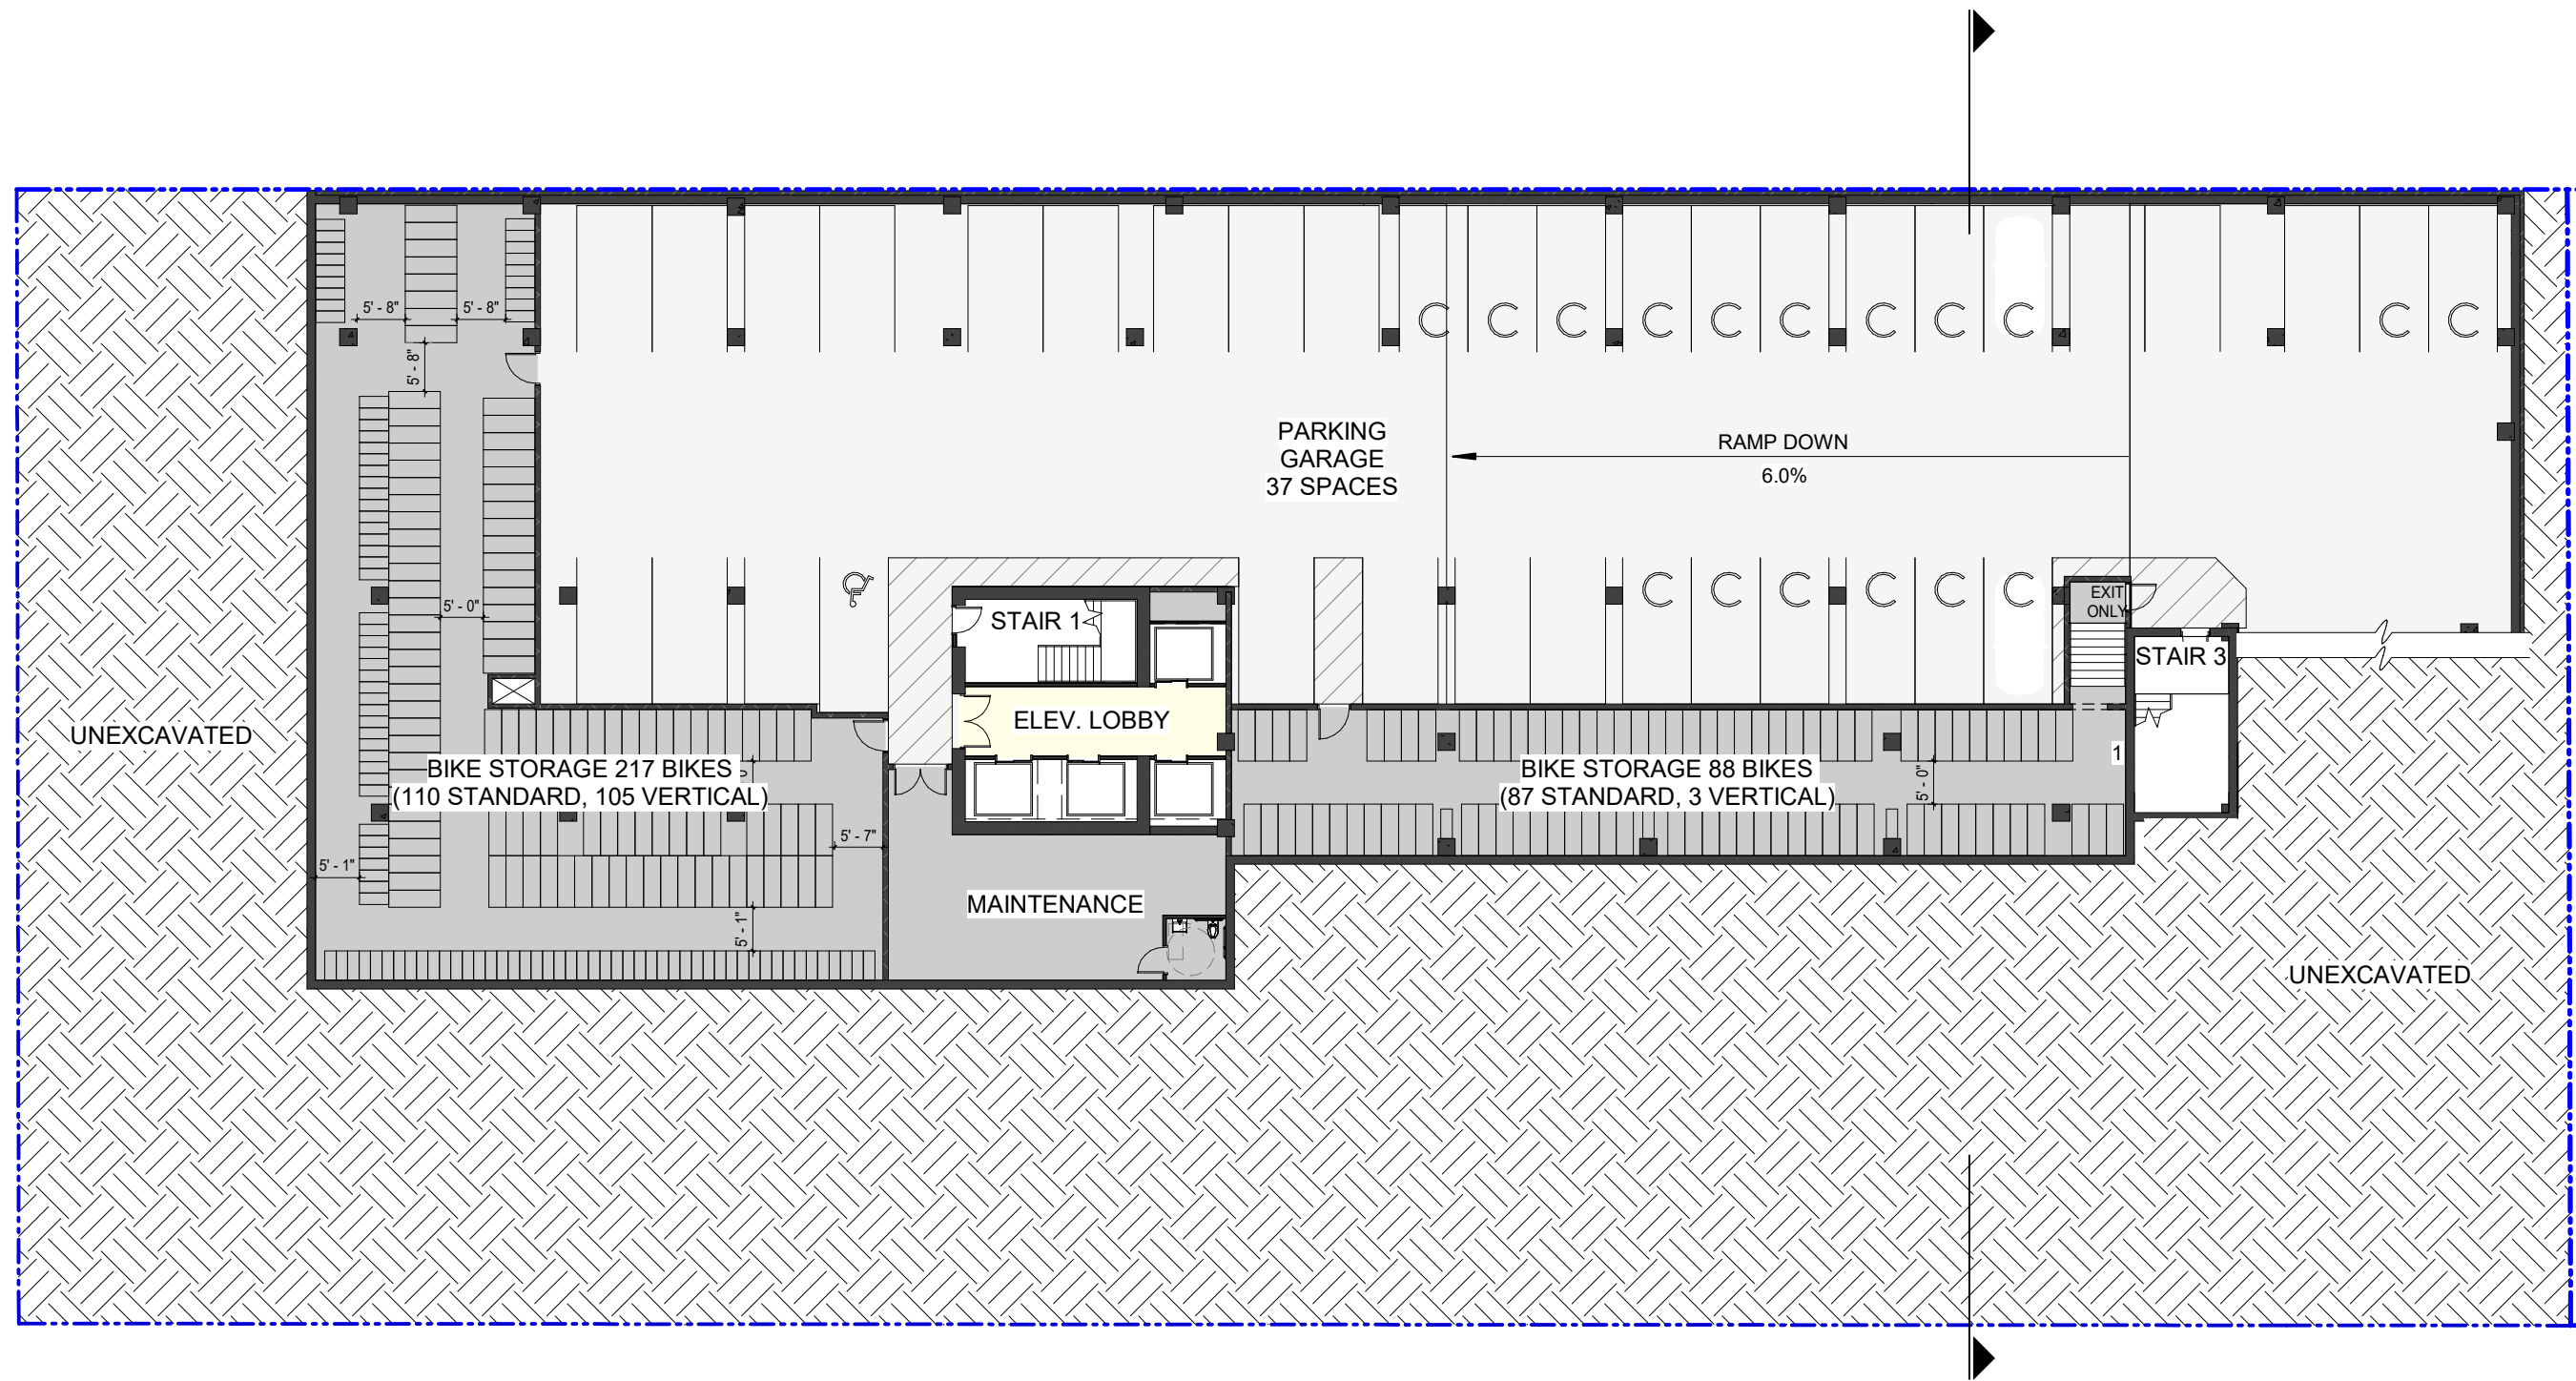 5' - 8"
5' - 8"
5' - 8"
C C C C C C C C C C C
PARKING
GARAGE
37 SPACES
RAMP DOWN
6.0%
C C C C C C
5' - 0"
STAIR 1
EXIT
ONLY
STAIR 3
UNEXCAVATED
ELEV. LOBBY
1
BIKE STORAGE 217 BIKES
(110 STANDARD, 105 VERTICAL)
BIKE STORAGE 88 BIKES
(87 STANDARD, 3 VERTICAL)
5' - 0"
5' - 7"
5' - 1"
MAINTENANCE
5' - 1"
UNEXCAVATED